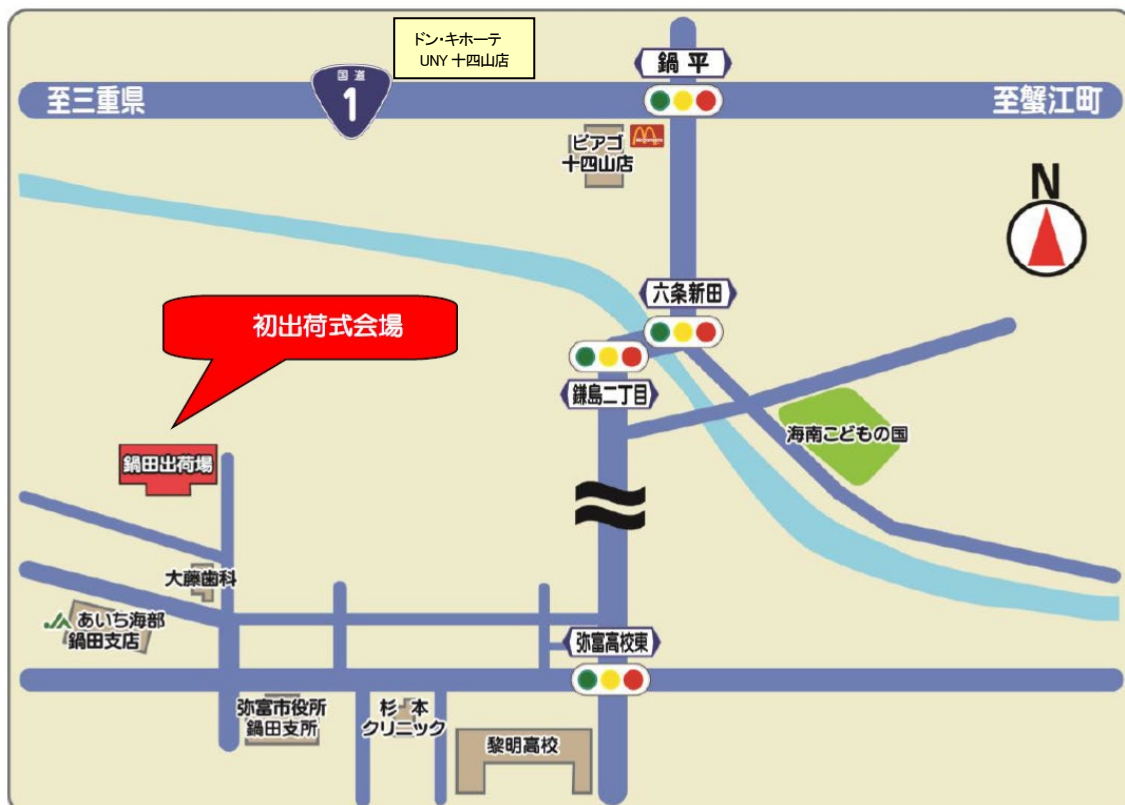 ドン・キホーテ
UNY 十四山店
国道
1
鍋平
至三重県
至蟹江町
ピアゴ
十四山店
N
六条新田
初出荷式会場
鎌島二丁目
海南こどもの国
鍋田出荷場
大藤歯科
JA あいち海部
鍋田支店
弥富高校東
弥富市役所
鍋田支所
杉本
クリニック
黎明高校